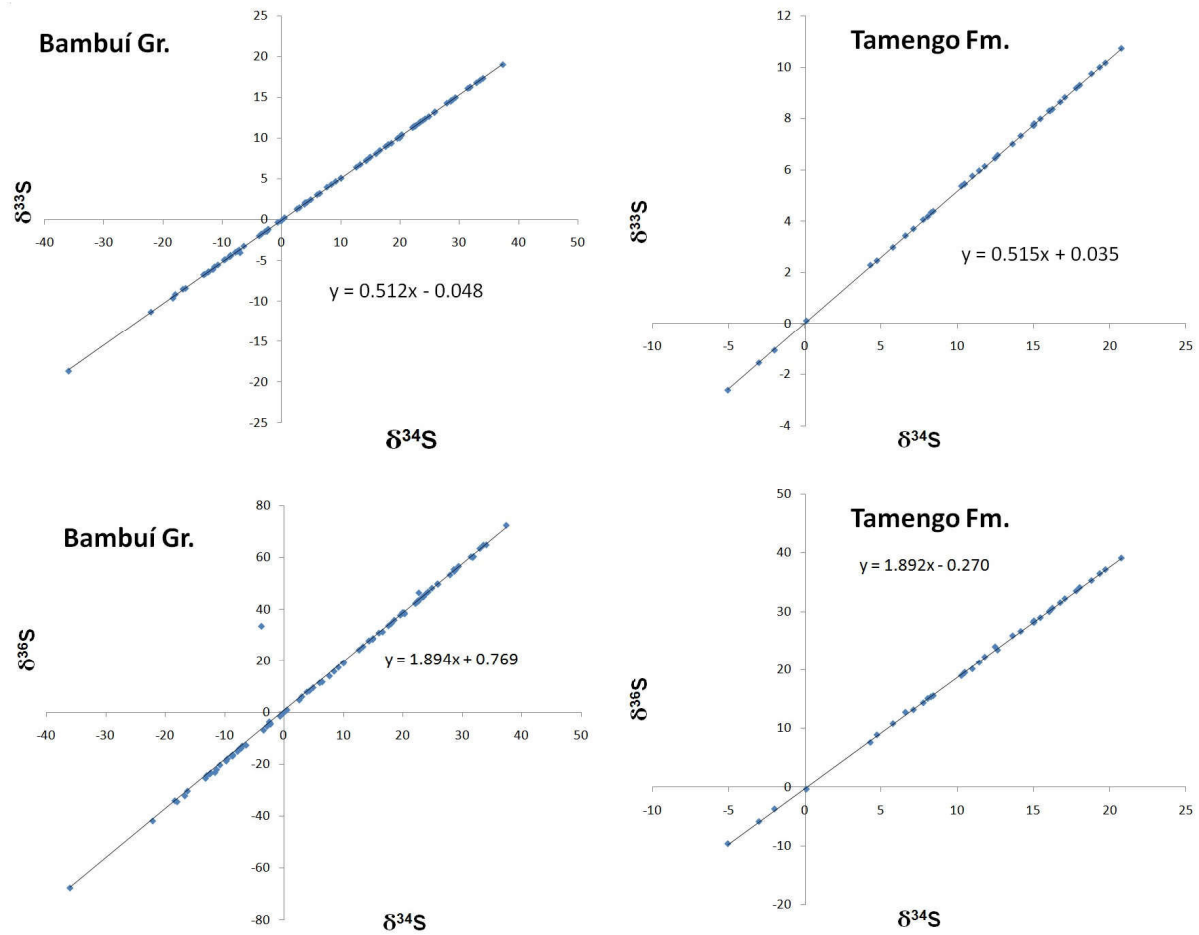 Bambuí Gr.
δ³³S
25
20
15
10
5
0
-5
-10
-15
-20
-25
-40 -30 -20 -10 0 10 20 30 40 50
y = 0.512x - 0.048
δ³⁴S
Tamengo Fm.
δ³³S
12
10
8
6
4
2
0
-2
-4
-10 -5 0 5 10 15 20 25
y = 0.515x + 0.035
δ³⁴S
Bambuí Gr.
δ³⁶S
80
60
40
20
0
-20
-40
-60
-80
-40 -30 -20 -10 0 10 20 30 40 50
y = 1.894x + 0.769
δ³⁴S
Tamengo Fm.
δ³⁶S
50
40
30
20
10
0
-10
-20
-10 -5 0 5 10 15 20 25
y = 1.892x - 0.270
δ³⁴S